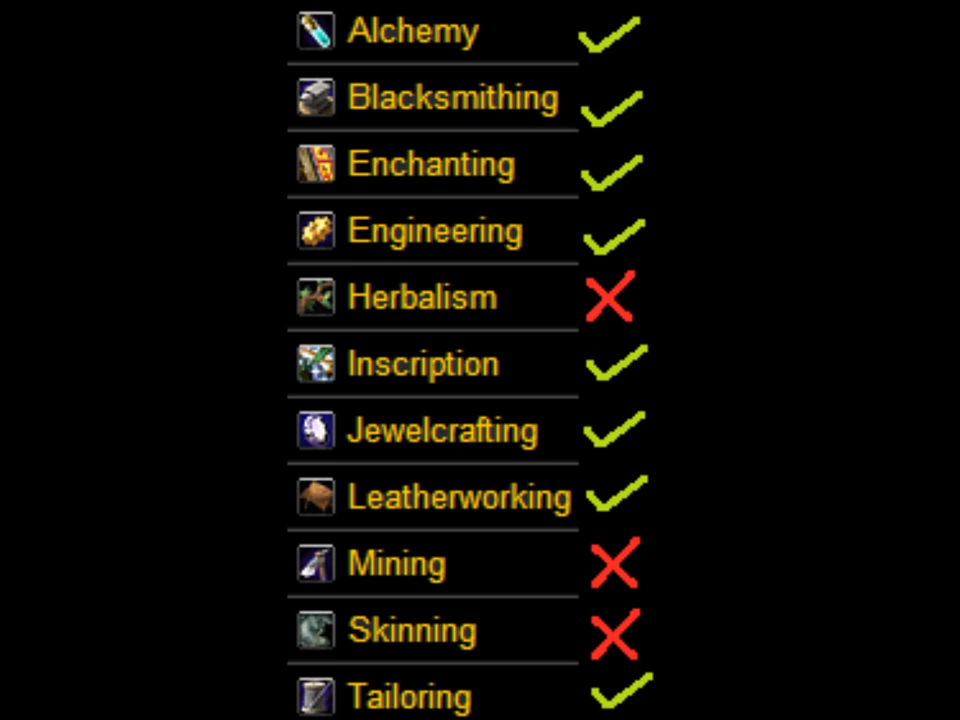 Alchemy
Blacksmithing
Enchanting
Engineering
Herbalism
Inscription
Jewelcrafting
Leatherworking
Mining
Skinning
Tailoring